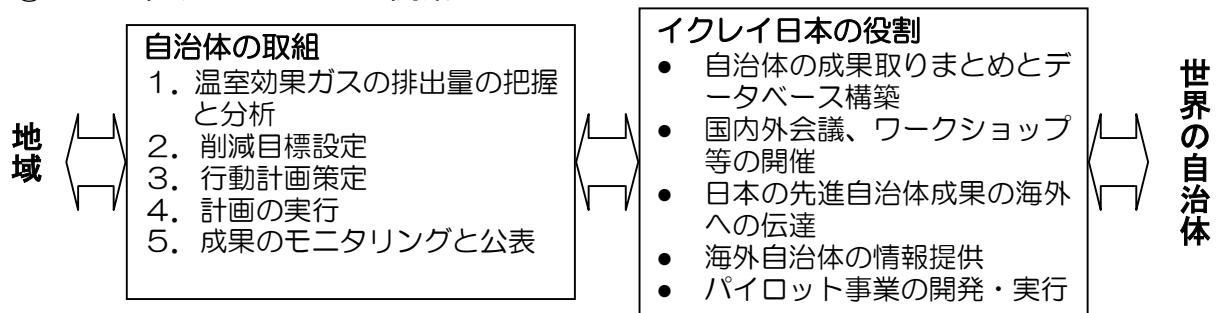 地域
自治体の取組
１．温室効果ガスの排出量の把握
と分析
２．削減目標設定
３．行動計画策定
４．計画の実行
５．成果のモニタリングと公表
イクレイ日本の役割
● 自治体の成果取りまとめとデ
ータベース構築
● 国内外会議、ワークショップ
等の開催
● 日本の先進自治体成果の海外
への伝達
● 海外自治体の情報提供
● パイロット事業の開発・実行
世界の自治体